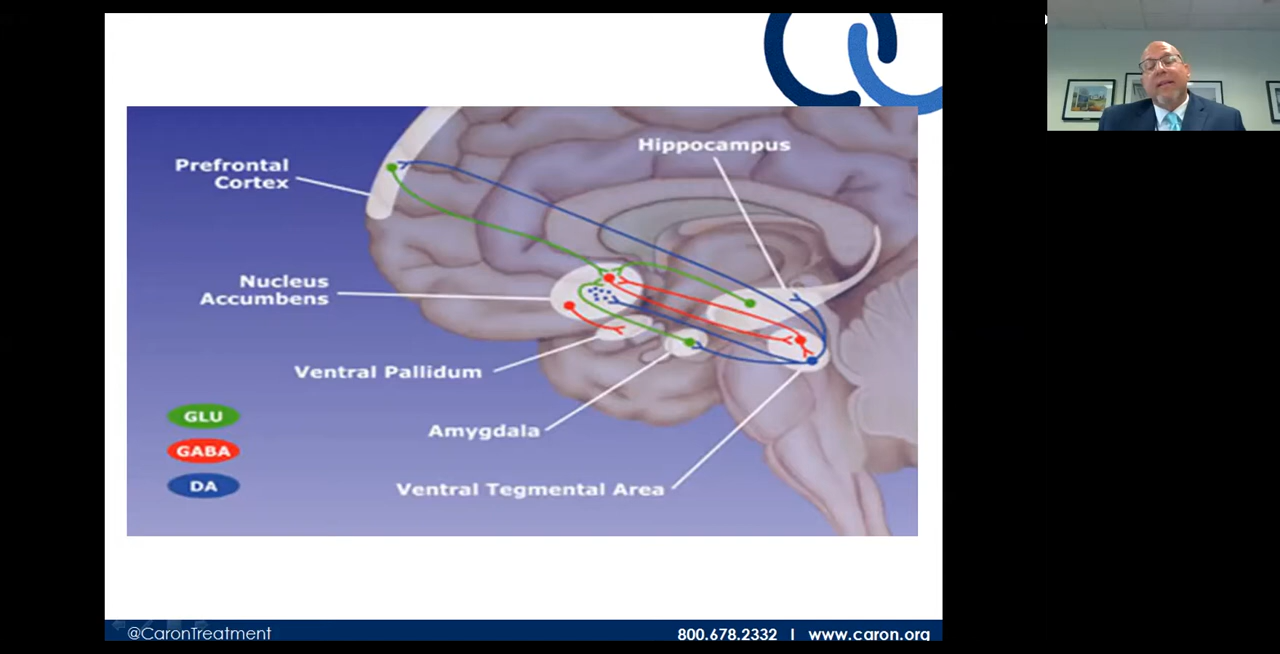 Hippocampus
Prefrontal
Cortex
Nucleus
Accumbens
Ventral Pallidum
Amygdala
Ventral Tegmental Area
GLU
GABA
DA
@CaronTreatment
800.678.2332 | www.caron.org